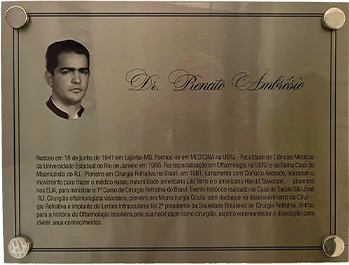 Dr. Renato Ambrósio
Nasceu em 18 de junho de 1941 em Lajinha-MG. Formou-se em MEDICINA na UERJ - Faculdade de Ciências Médicas
da Universidade Estadual do Rio de Janeiro em 1966. Fez especialização em Oftalmologia na UERJ e na Santa Casa de
Misericórdia do RJ. Pioneiro em Cirurgia Refrativa no Brasil, em 1981, juntamente com Canrobo Andrade, lideraram o
movimento para trazer o médico russo, naturalizado americano Leo Bores e o americano Harold Sawelson, pioneiros
nos EUA, para ministrar o 1º Curso de Cirurgia Refrativa do Brasil. Evento histórico realizado na Casa de Saúde São José
RJ. Cirurgião oftalmologista visionário, pioneiro em Microcirurgia Ocular com destaque no desenvolvimento da Cirur-
gia Refrativa e Implante de Lentes Intraoculares foi 2º presidente da Sociedade Brasileira de Cirurgia Refrativa. Entrou
para a história da Oftalmologia brasileira pela sua habilidade como cirurgião, espírito empreendedor e disposição para
dividir seus conhecimentos.